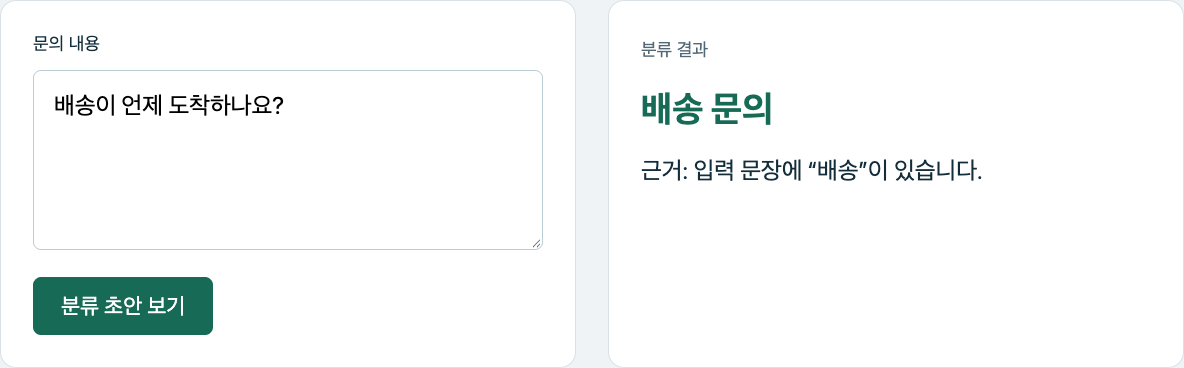 문의 내용
배송이 언제 도착하나요?
분류 초안 보기
분류 결과
배송 문의
근거: 입력 문장에 “배송”이 있습니다.